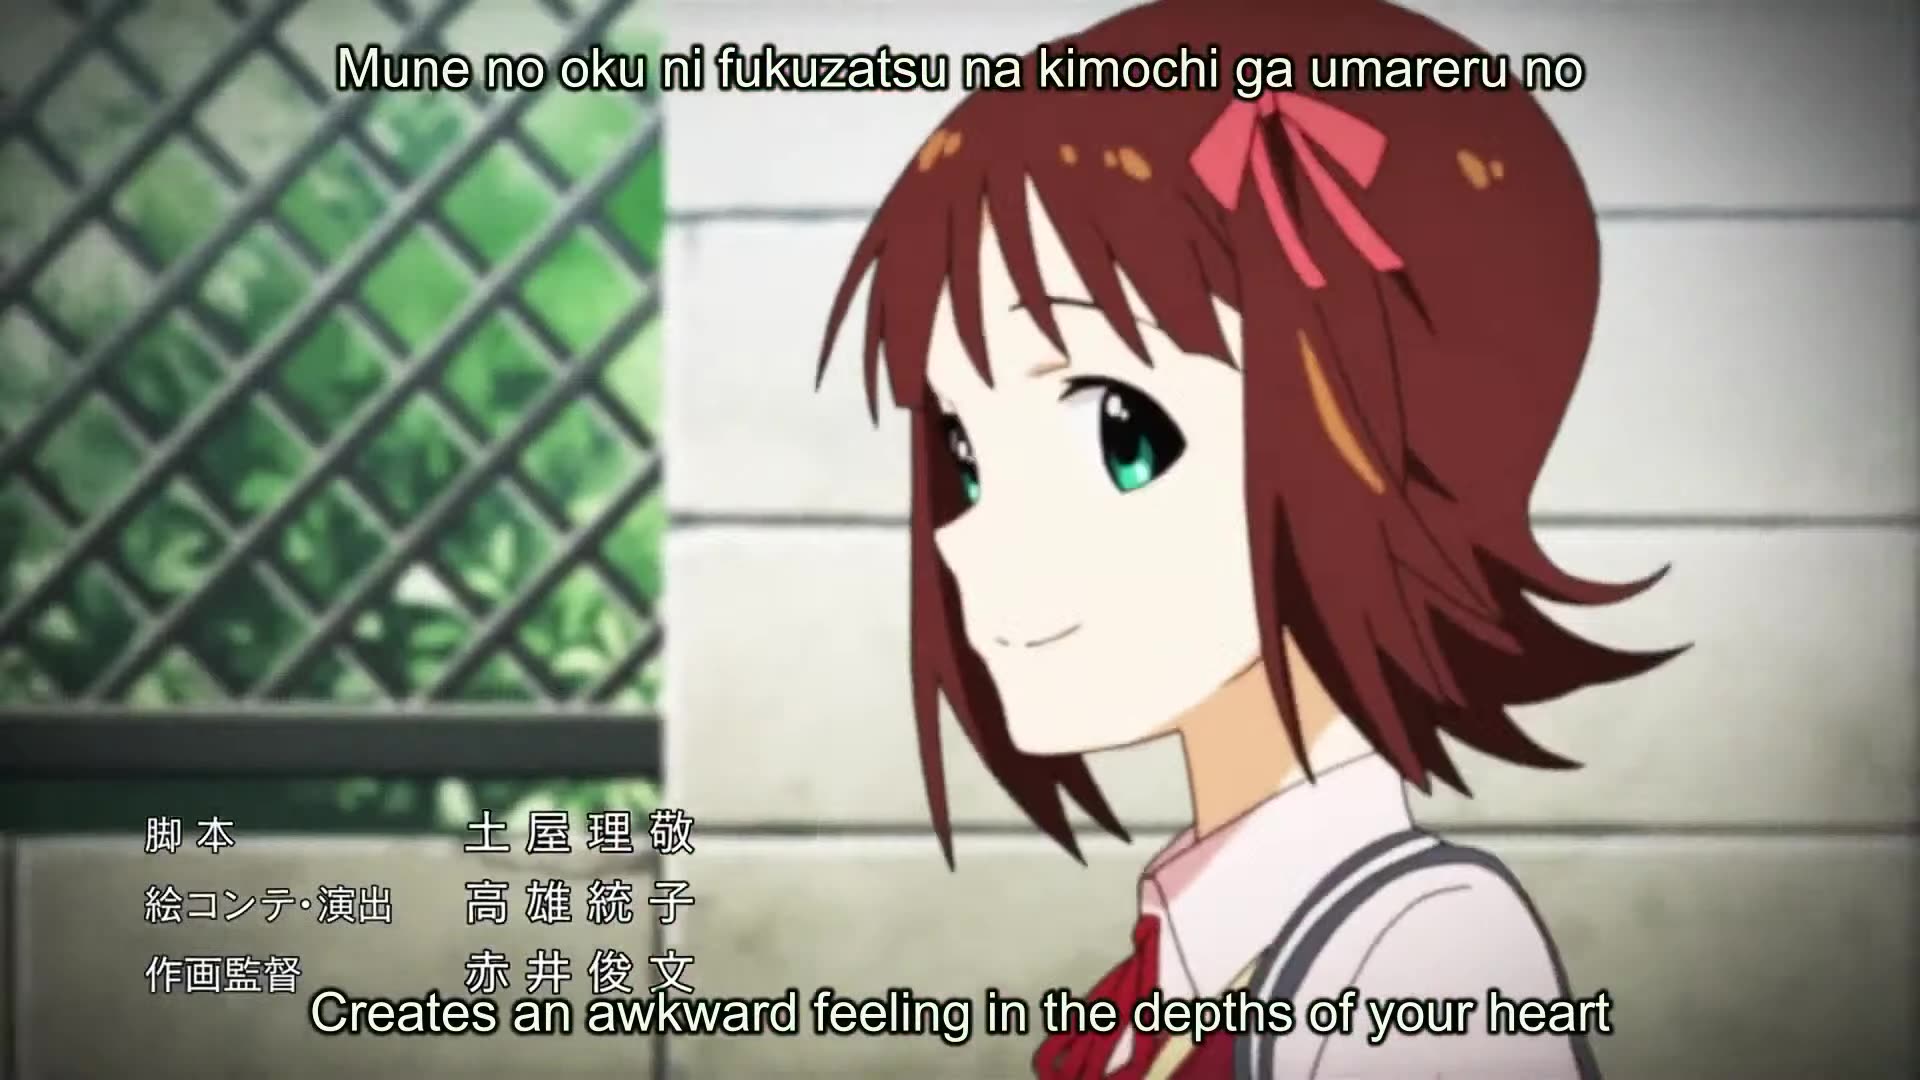 Mune no oku ni fukuzatsu na kimochi ga umareru no
脚本 土屋理敬
絵コンテ・演出 高雄統子
作画監督 赤井俊文
Creates an awkward feeling in the depths of your heart